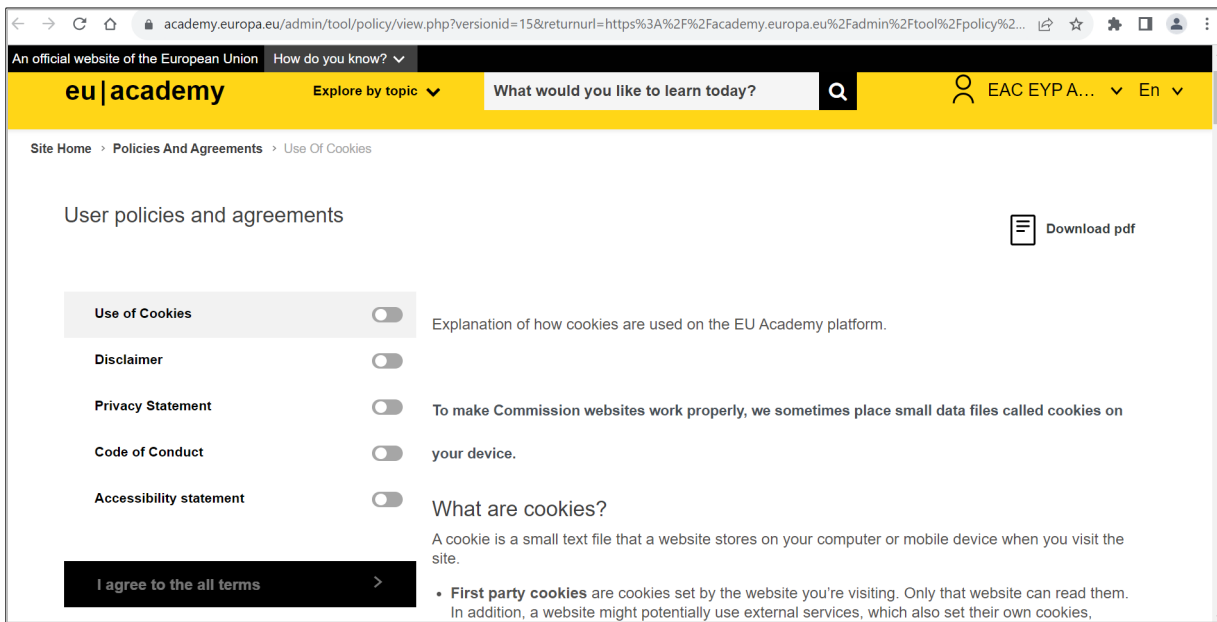 academy.europa.eu/admin/tool/policy/view.php?versionid=15&returnurl=https%3A%2F%2Facademy.europa.eu%2Fadmin%2Ftool%2Fpolicy%2...
An official website of the European Union How do you know?
eu|academy Explore by topic What would you like to learn today? EAC EYP A... En
Site Home > Policies And Agreements > Use Of Cookies
User policies and agreements
Download pdf
Use of Cookies
Disclaimer
Privacy Statement
Code of Conduct
Accessibility statement
I agree to the all terms >
Explanation of how cookies are used on the EU Academy platform.
To make Commission websites work properly, we sometimes place small data files called cookies on
your device.
What are cookies?
A cookie is a small text file that a website stores on your computer or mobile device when you visit the
site.
• First party cookies are cookies set by the website you're visiting. Only that website can read them.
In addition, a website might potentially use external services, which also set their own cookies,